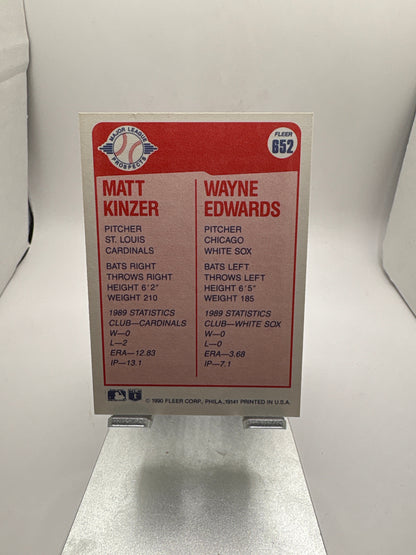 MAJOR LEAGUE
PROSPECTS
FLEER
652
MATT
KINZER
PITCHER
ST. LOUIS
CARDINALS
BATS RIGHT
THROWS RIGHT
HEIGHT 6'2"
WEIGHT 210
1989 STATISTICS
CLUB—CARDINALS
W—0
L—2
ERA—12.83
IP—13.1
WAYNE
EDWARDS
PITCHER
CHICAGO
WHITE SOX
BATS LEFT
THROWS LEFT
HEIGHT 6'5"
WEIGHT 185
1989 STATISTICS
CLUB—WHITE SOX
W—0
L—0
ERA—3.68
IP—7.1
© 1990 FLEER CORP., PHILA., 19141 PRINTED IN U.S.A.